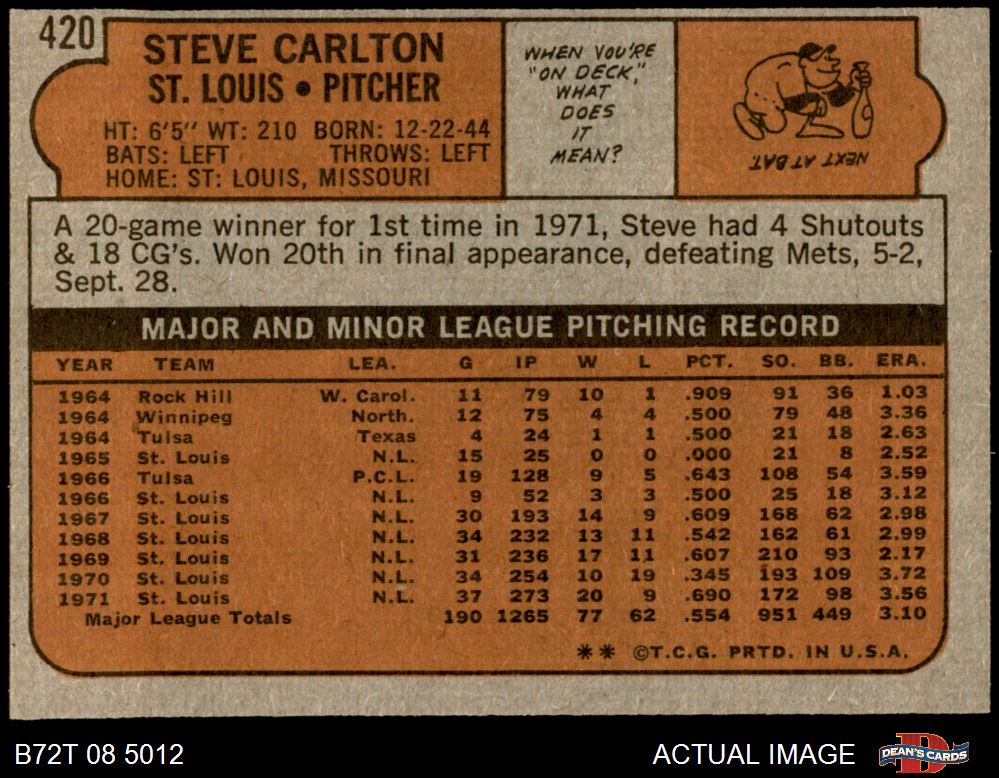 420
STEVE CARLTON
ST. LOUIS • PITCHER
HT: 6'5" WT: 210 BORN: 12-22-44
BATS: LEFT THROWS: LEFT
HOME: ST: LOUIS, MISSOURI
WHEN YOU'RE
"ON DECK,"
WHAT
DOES
IT
MEAN?
NEXT AT BAT.
A 20-game winner for 1st time in 1971, Steve had 4 Shutouts
& 18 CG's. Won 20th in final appearance, defeating Mets, 5-2,
Sept. 28.
MAJOR AND MINOR LEAGUE PITCHING RECORD
YEAR TEAM LEA. G IP W L PCT. SO. BB. ERA.
1964 Rock Hill W. Carol. 11 79 10 1 .909 91 36 1.03
1964 Winnipeg North. 12 75 4 4 .500 79 48 3.36
1964 Tulsa Texas 4 24 1 1 .500 21 18 2.63
1965 St. Louis N.L. 15 25 0 0 .000 21 8 2.52
1966 Tulsa P.C.L. 19 128 9 5 .643 108 54 3.59
1966 St. Louis N.L. 9 52 3 3 .500 25 18 3.12
1967 St. Louis N.L. 30 193 14 9 .609 168 62 2.98
1968 St. Louis N.L. 34 232 13 11 .542 162 61 2.99
1969 St. Louis N.L. 31 236 17 11 .607 210 93 2.17
1970 St. Louis N.L. 34 254 10 19 .345 193 109 3.72
1971 St. Louis N.L. 37 273 20 9 .690 172 98 3.56
Major League Totals 190 1265 77 62 .554 951 449 3.10
** ©T.C.G. PRTD. IN U.S.A.
B72T 08 5012 ACTUAL IMAGE
DEAN'S CARDS